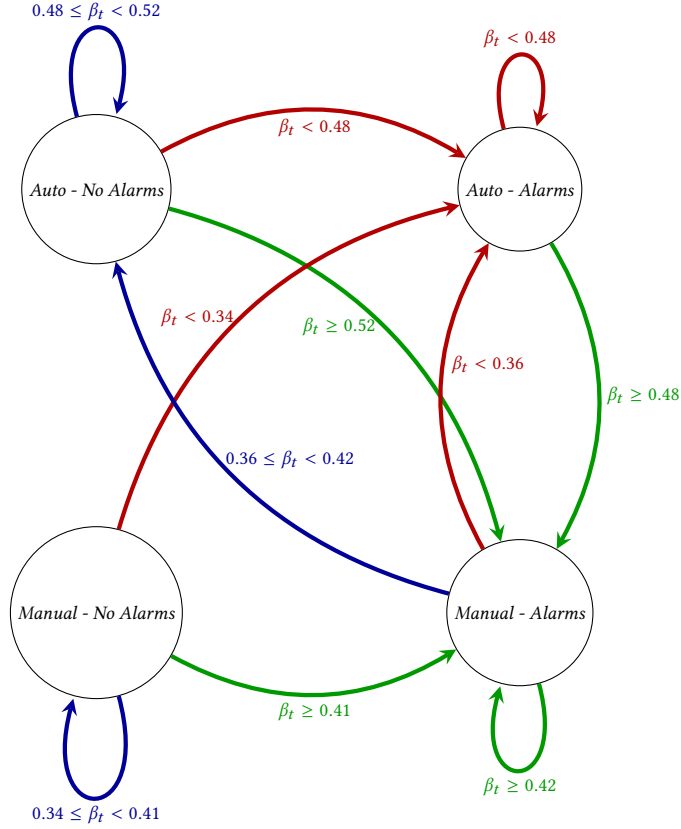 0.48 ≤ β_t < 0.52
β_t < 0.48
β_t < 0.48
Auto - No Alarms
Auto - Alarms
β_t < 0.34
β_t ≥ 0.52
β_t < 0.36
β_t ≥ 0.48
0.36 ≤ β_t < 0.42
Manual - No Alarms
Manual - Alarms
β_t ≥ 0.41
β_t ≥ 0.42
0.34 ≤ β_t < 0.41